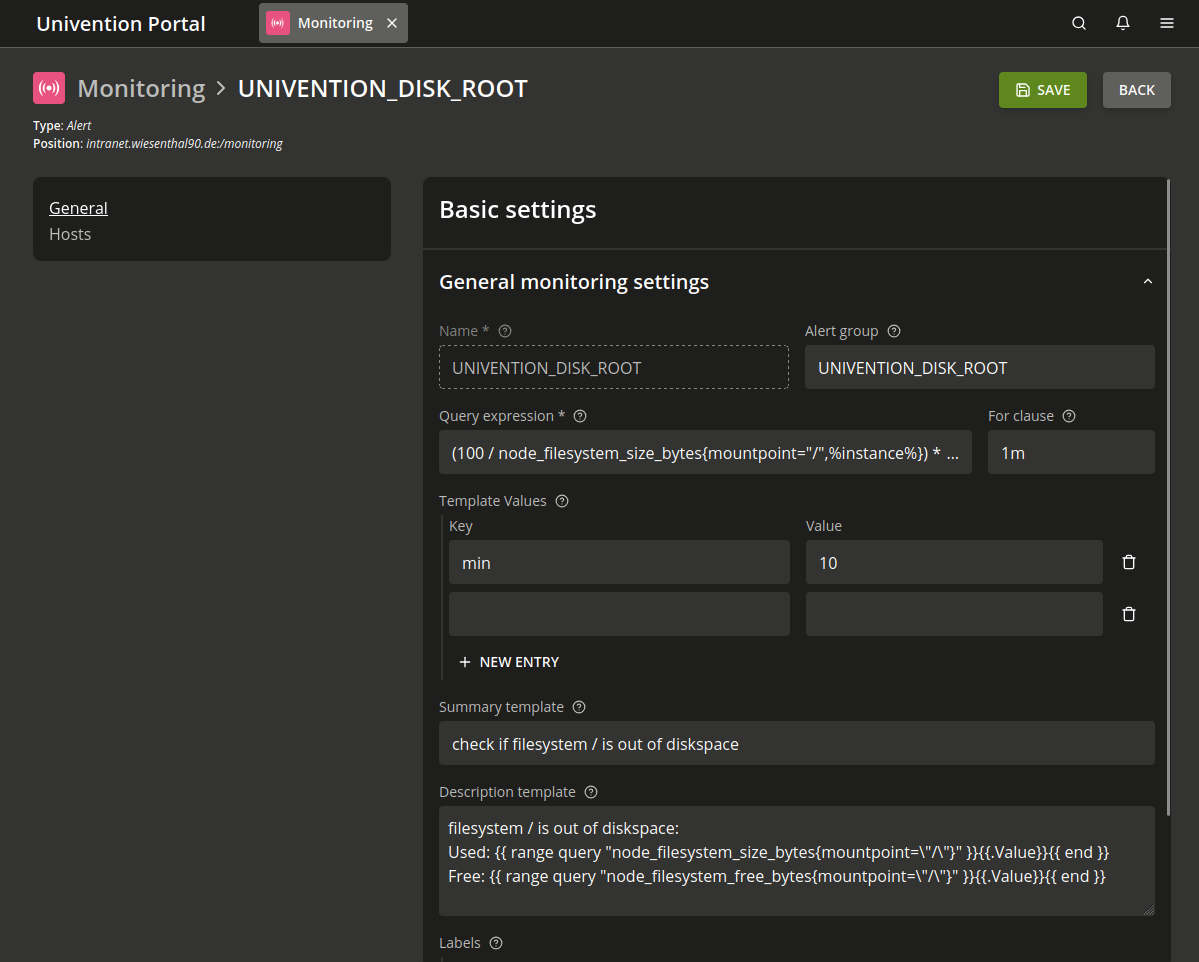 Univention Portal
Monitoring
Monitoring > UNIVENTION_DISK_ROOT
SAVE
BACK
Type: Alert
Position: intranet.wiesenthal90.de:/monitoring
General
Hosts
Basic settings
General monitoring settings
Name *
Alert group
UNIVENTION_DISK_ROOT
UNIVENTION_DISK_ROOT
Query expression *
For clause
(100 / node_filesystem_size_bytes{mountpoint="/",%instance%}) * ...
1m
Template Values
Key
Value
min
10
+ NEW ENTRY
Summary template
check if filesystem / is out of diskspace
Description template
filesystem / is out of diskspace:
Used: {{ range query "node_filesystem_size_bytes{mountpoint=\"/\"}" }}{{.Value}}{{ end }}
Free: {{ range query "node_filesystem_free_bytes{mountpoint=\"/\"}" }}{{.Value}}{{ end }}
Labels